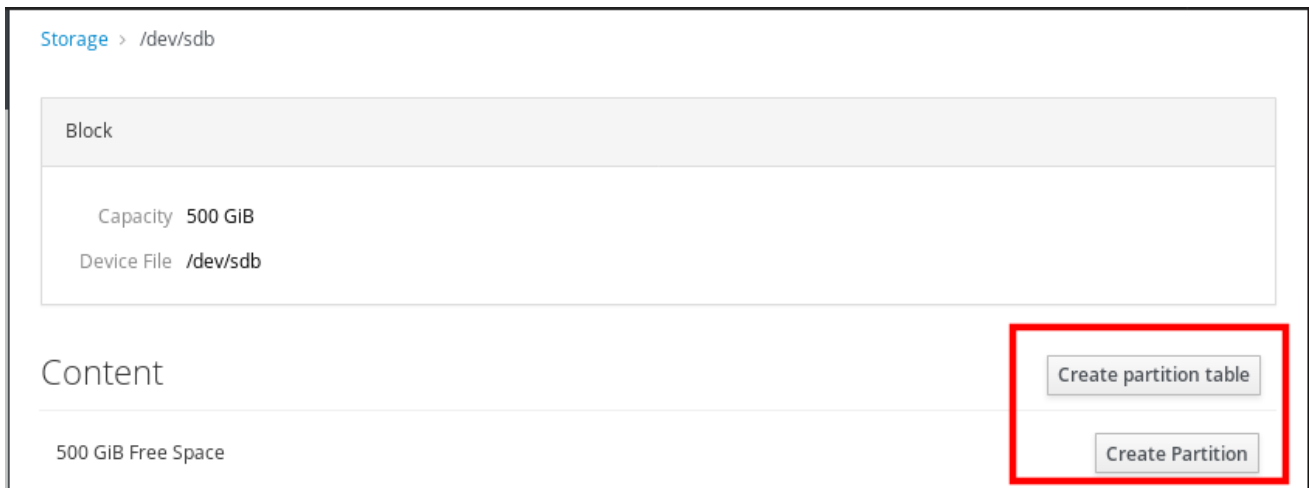 Storage > /dev/sdb
Block
Capacity 500 GiB
Device File /dev/sdb
Content
Create partition table
500 GiB Free Space
Create Partition